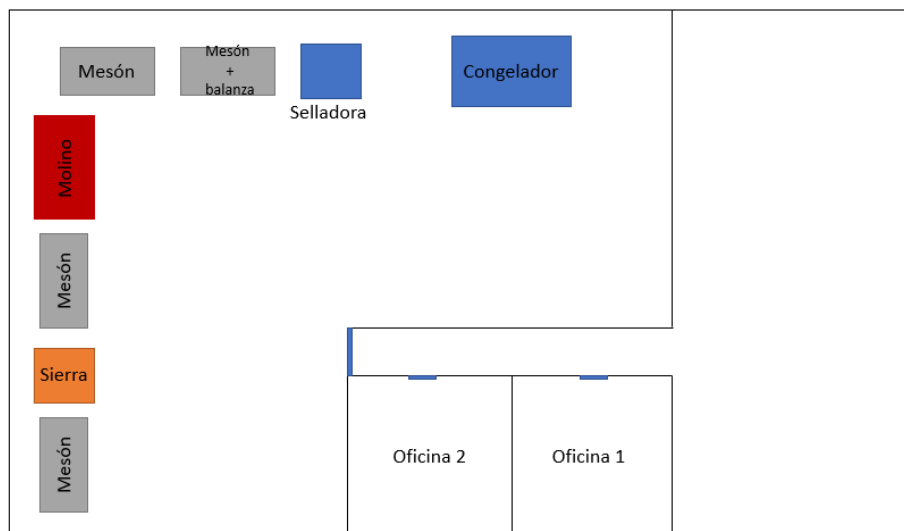 Mesón
Mesón
+
balanza
Selladora
Congelador
Molino
Mesón
Sierra
Mesón
Oficina 2
Oficina 1